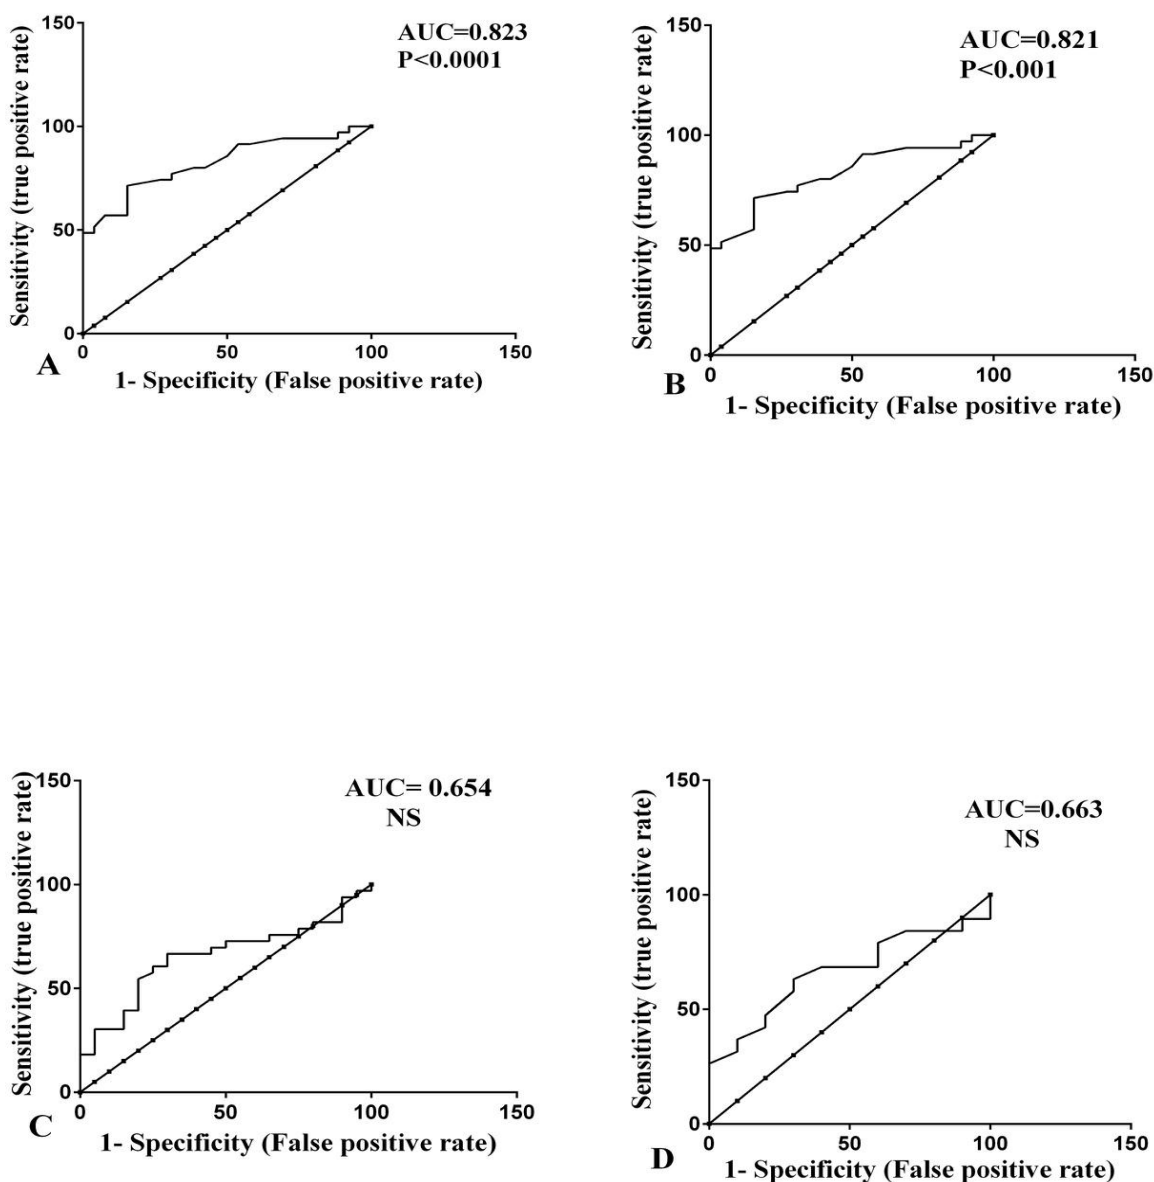 AUC=0.823
P<0.0001
Sensitivity (true positive rate)
150
100
50
0
0 50 100 150
A
1- Specificity (False positive rate)
AUC=0.821
P<0.001
Sensitivity (true positive rate)
150
100
50
0
0 50 100 150
B
1- Specificity (False positive rate)
AUC= 0.654
NS
Sensitivity (true positive rate)
150
100
50
0
0 50 100 150
C
1- Specificity (False positive rate)
AUC=0.663
NS
Sensitivity (true positive rate)
150
100
50
0
0 50 100 150
D
1- Specificity (False positive rate)